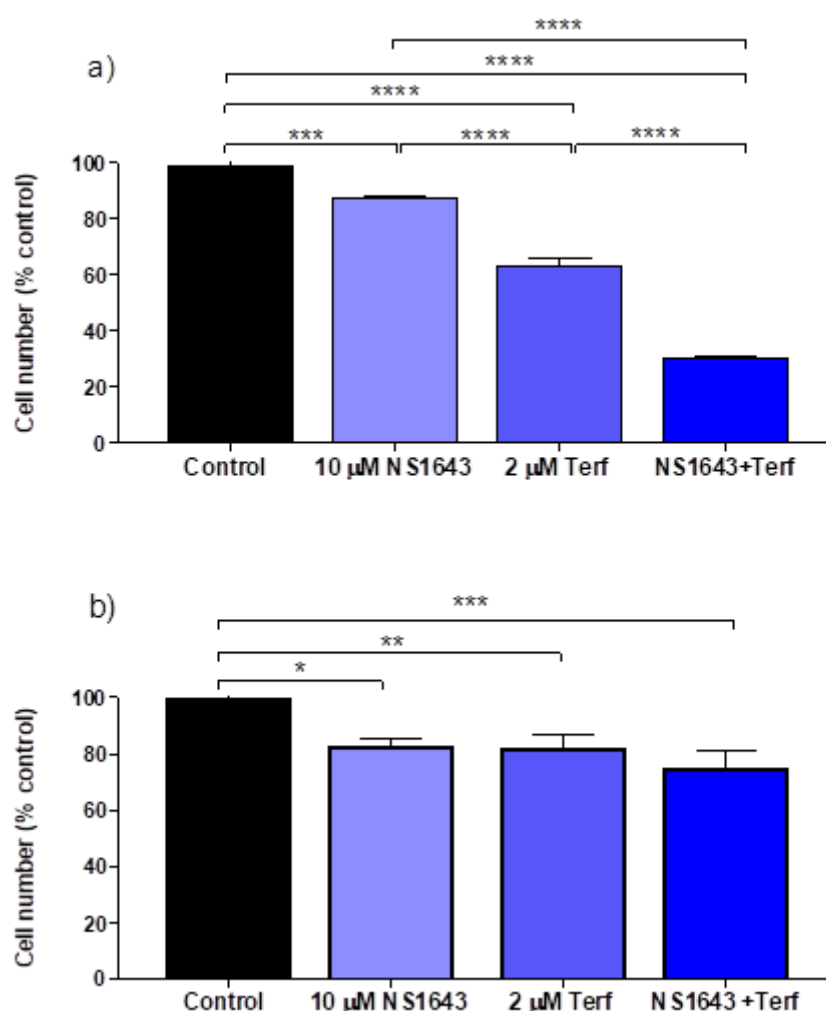 ****
a)
****
****
*** **** ****
Cell number (% control)
100
80
60
40
20
0
Control 10 µM NS1643 2 µM Terf NS1643+Terf
b)
***
**
*
Cell number (% control)
100
80
60
40
20
0
Control 10 µM NS1643 2 µM Terf NS1643 +Terf